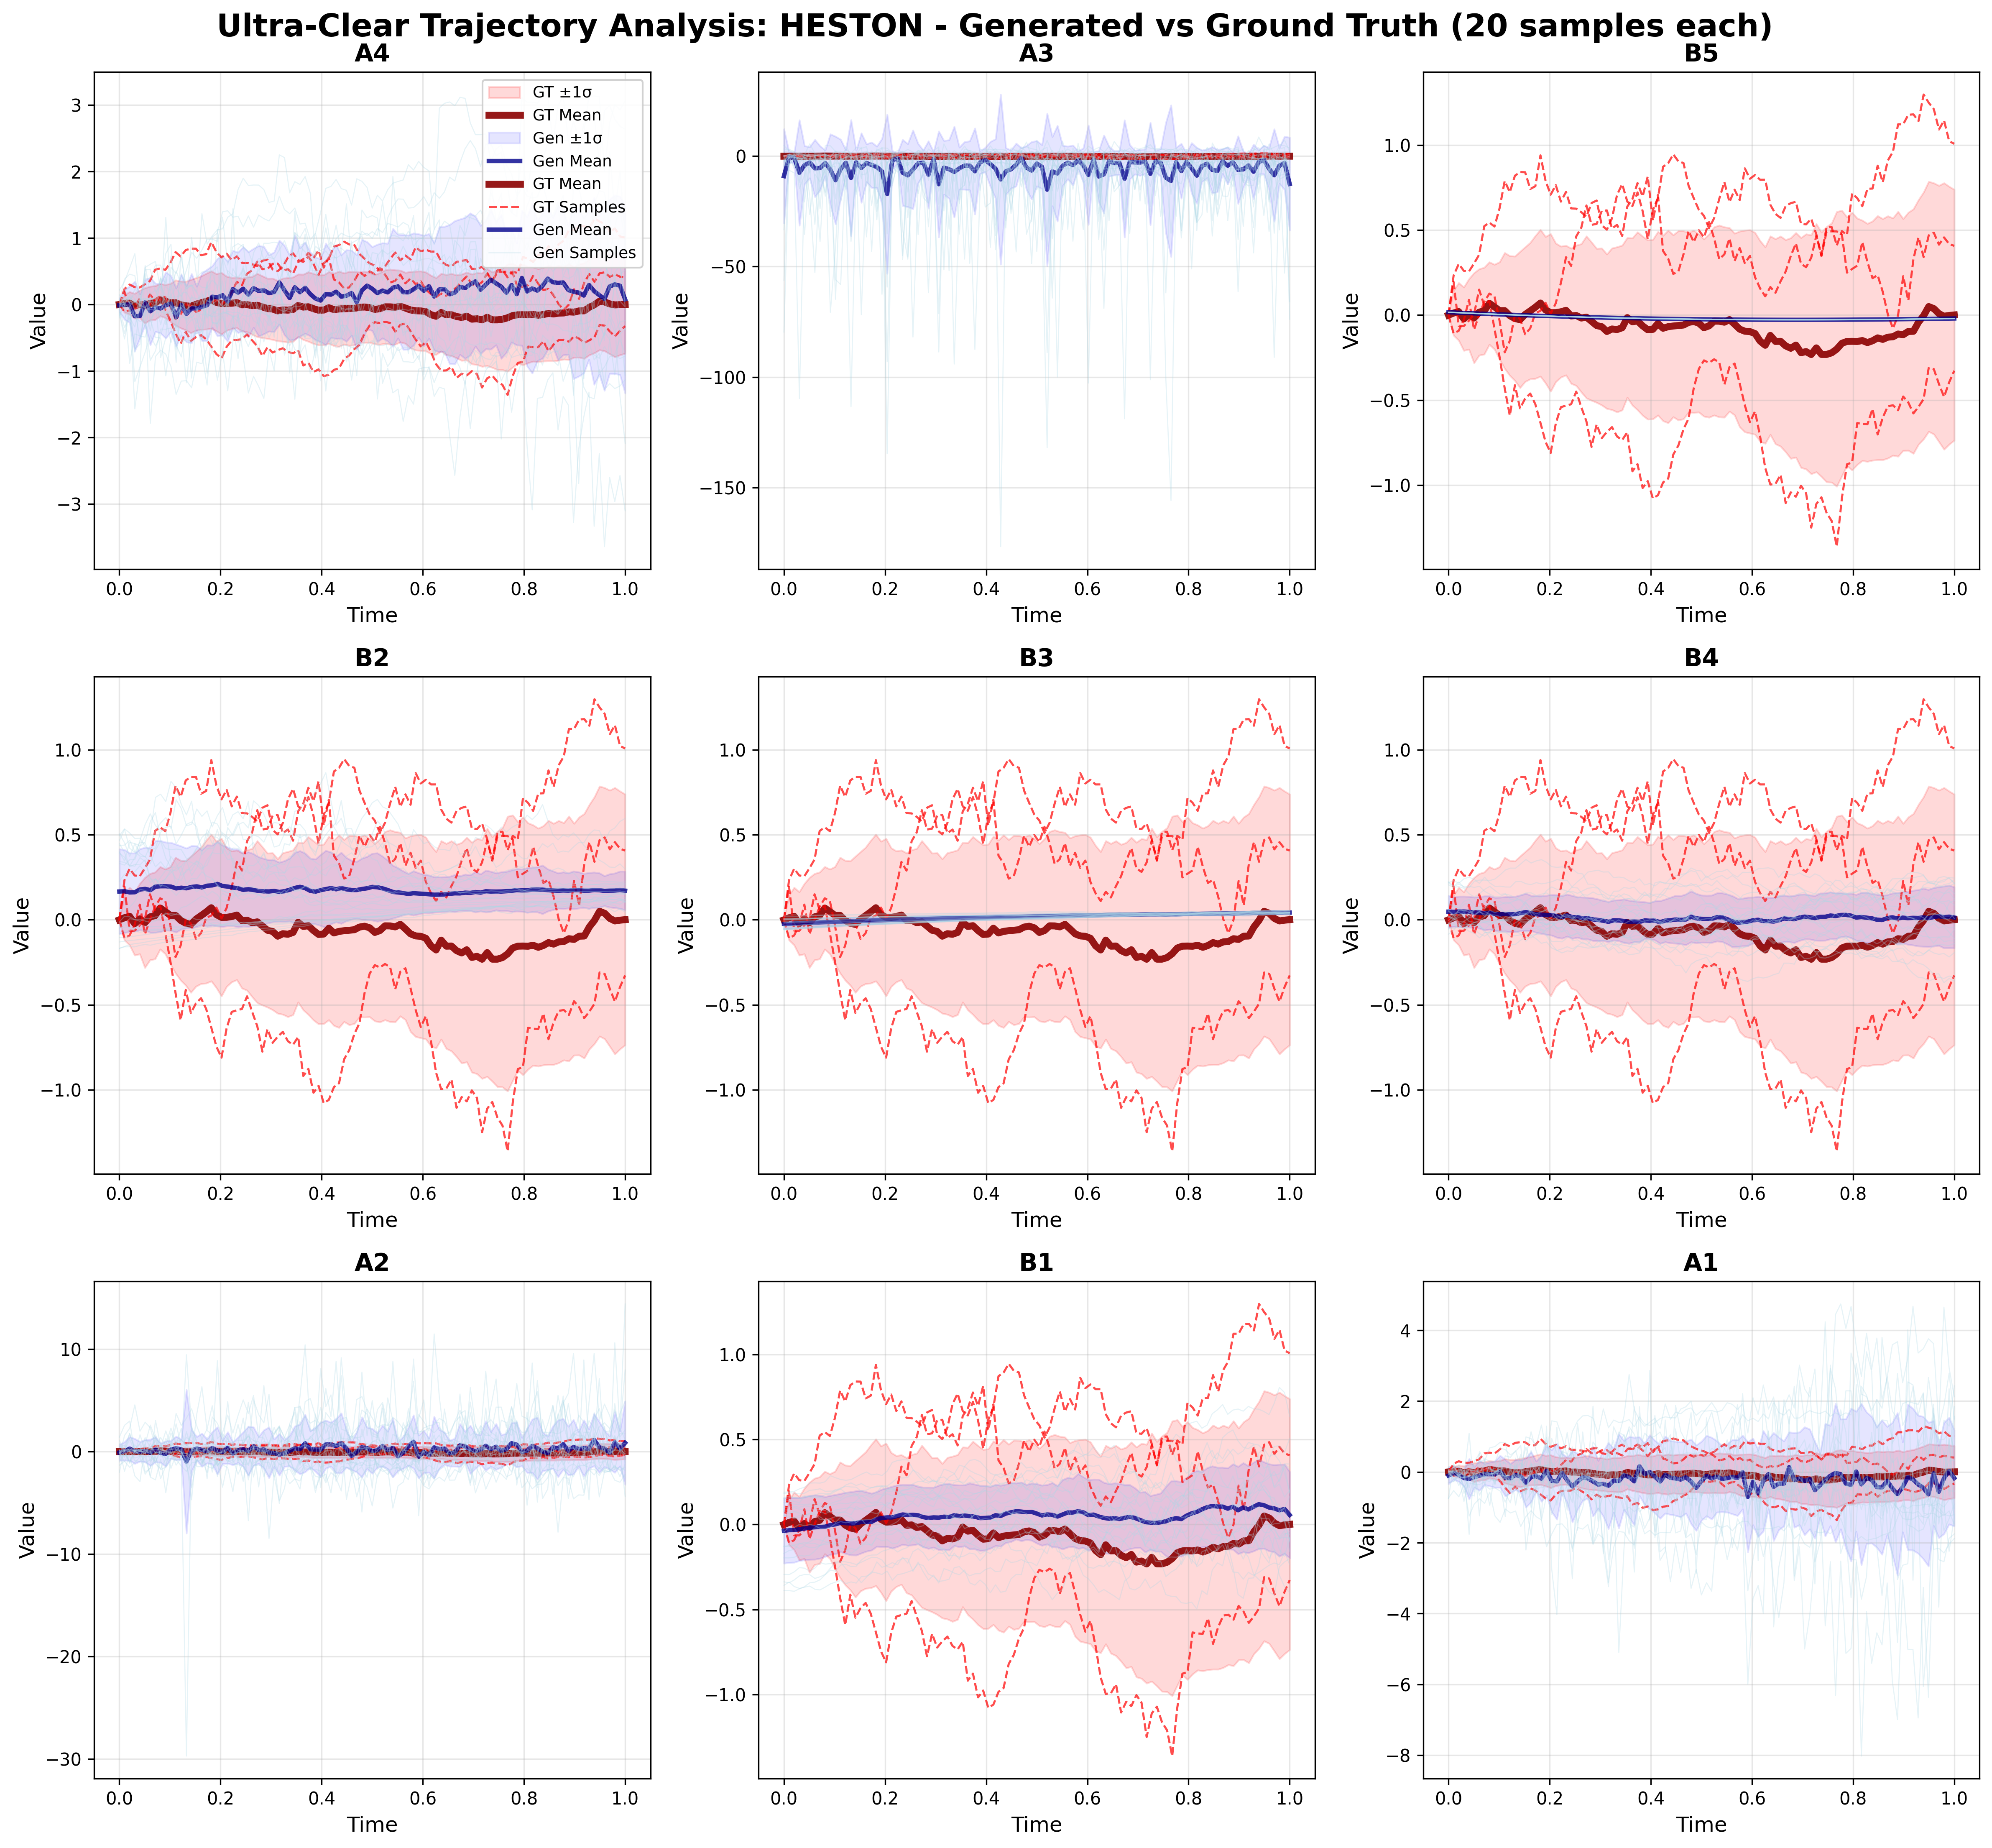 Ultra-Clear Trajectory Analysis: HESTON - Generated vs Ground Truth (20 samples each)
A4
3
2
1
0
−1
−2
−3
Value
0.0 0.2 0.4 0.6 0.8 1.0
Time
GT ±1σ
GT Mean
Gen ±1σ
Gen Mean
GT Mean
GT Samples
Gen Mean
Gen Samples
A3
0
−50
−100
−150
Value
0.0 0.2 0.4 0.6 0.8 1.0
Time
B5
1.0
0.5
0.0
−0.5
−1.0
Value
0.0 0.2 0.4 0.6 0.8 1.0
Time
B2
1.0
0.5
0.0
−0.5
−1.0
Value
0.0 0.2 0.4 0.6 0.8 1.0
Time
B3
1.0
0.5
0.0
−0.5
−1.0
Value
0.0 0.2 0.4 0.6 0.8 1.0
Time
B4
1.0
0.5
0.0
−0.5
−1.0
Value
0.0 0.2 0.4 0.6 0.8 1.0
Time
A2
10
0
−10
−20
−30
Value
0.0 0.2 0.4 0.6 0.8 1.0
Time
B1
1.0
0.5
0.0
−0.5
−1.0
Value
0.0 0.2 0.4 0.6 0.8 1.0
Time
A1
4
2
0
−2
−4
−6
−8
Value
0.0 0.2 0.4 0.6 0.8 1.0
Time